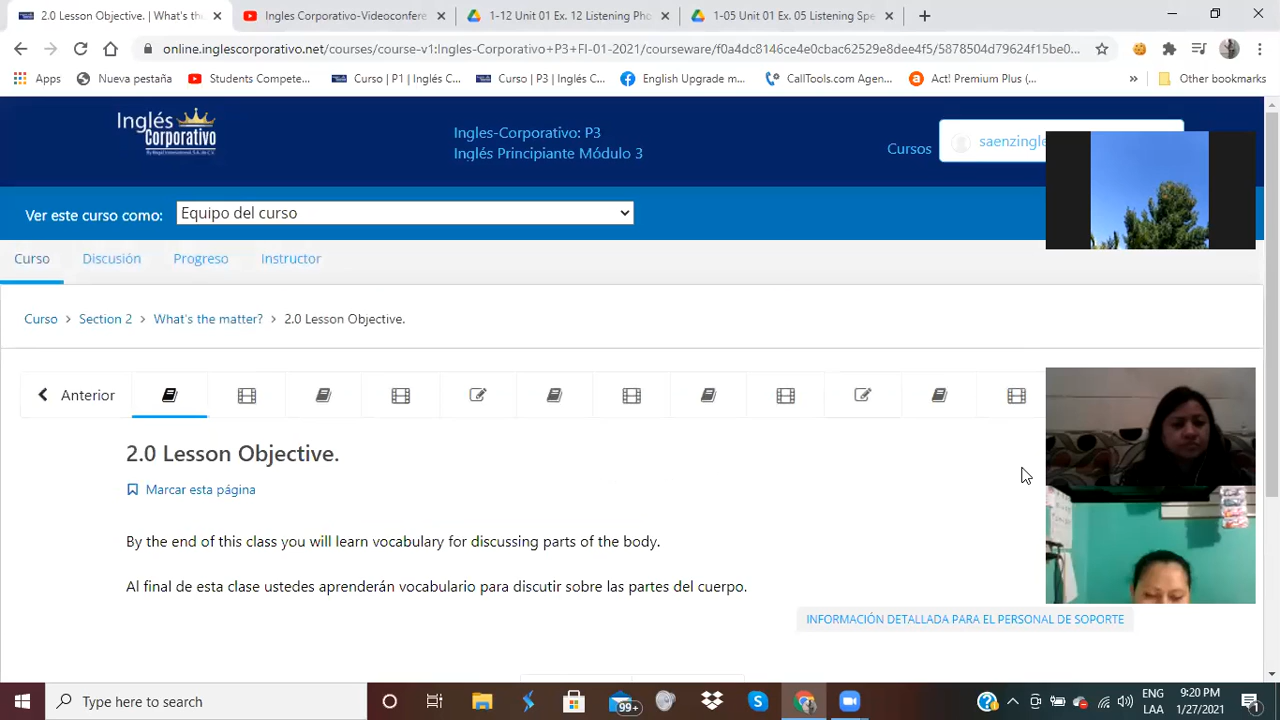 2.0 Lesson Objective. | What's the
Ingles Corporativo-Videoconfere
1-12 Unit 01 Ex. 12 Listening Pho
1-05 Unit 01 Ex. 05 Listening Spe
online.inglescorporativo.net/courses/course-v1:Ingles-Corporativo+P3+FI-01-2021/courseware/f0a4dc8146ce4e0cbac62529e8dee4f5/5878504d79624f15be0...
Apps
Nueva pestaña
Students Compete...
Curso | P1 | Inglés C...
Curso | P3 | Inglés C...
English Upgrade m...
CallTools.com Agen...
Act! Premium Plus (...
»
Other bookmarks
Inglés
Corporativo
Ingles-Corporativo: P3
Inglés Principiante Módulo 3
Cursos
saenzingle
Ver este curso como:
Equipo del curso
Curso
Discusión
Progreso
Instructor
Curso > Section 2 > What's the matter? > 2.0 Lesson Objective.
Anterior
2.0 Lesson Objective.
Marcar esta página
By the end of this class you will learn vocabulary for discussing parts of the body.
Al final de esta clase ustedes aprenderán vocabulario para discutir sobre las partes del cuerpo.
INFORMACIÓN DETALLADA PARA EL PERSONAL DE SOPORTE
Type here to search
99+
ENG
LAA
9:20 PM
1/27/2021